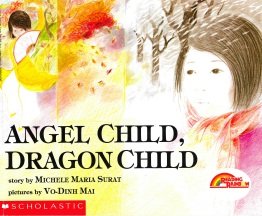 ANGEL CHILD,
DRAGON CHILD
story by MICHELE MARIA SURAT
pictures by VO-DINH MAI
READING RAINBOW
SCHOLASTIC